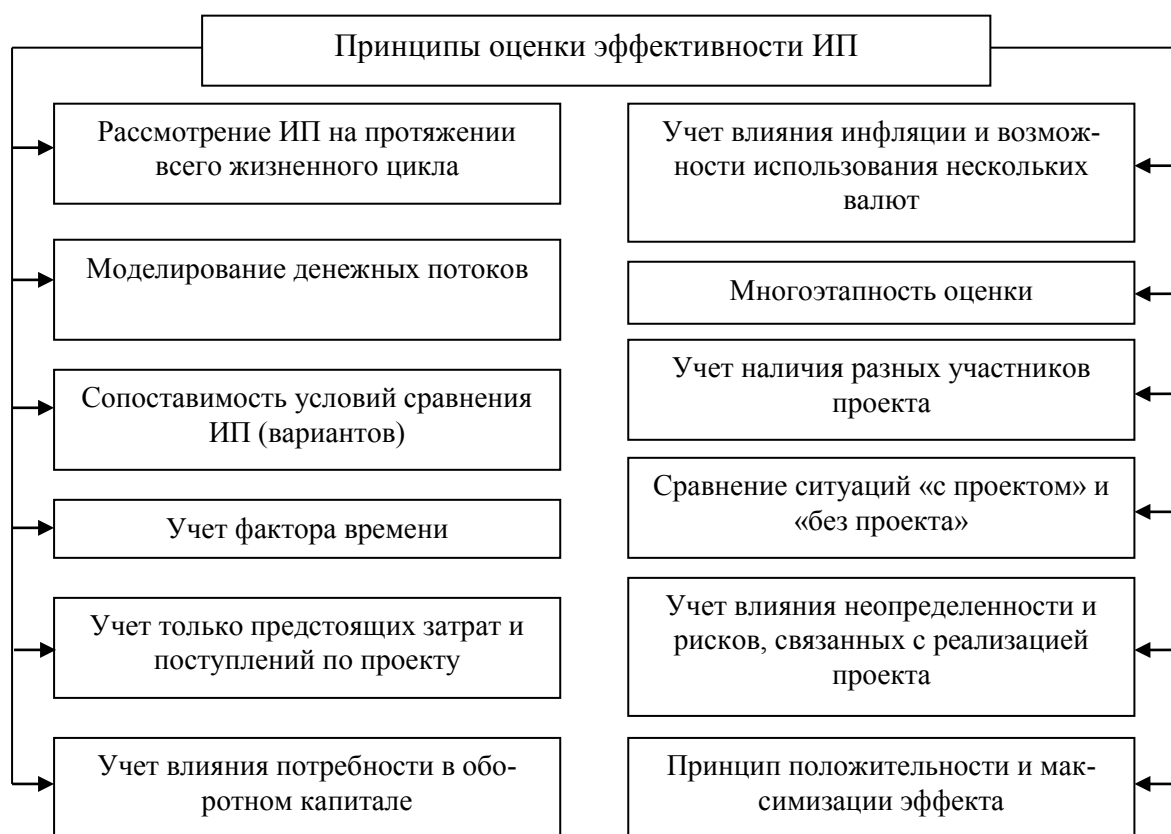 Принципы оценки эффективности ИП
Рассмотрение ИП на протяжении
всего жизненного цикла
Моделирование денежных потоков
Сопоставимость условий сравнения
ИП (вариантов)
Учет фактора времени
Учет только предстоящих затрат и
поступлений по проекту
Учет влияния потребности в обо-
ротном капитале
Учет влияния инфляции и возмож-
ности использования нескольких
валют
Многоэтапность оценки
Учет наличия разных участников
проекта
Сравнение ситуаций «с проектом» и
«без проекта»
Учет влияния неопределенности и
рисков, связанных с реализацией
проекта
Принцип положительности и мак-
симизации эффекта